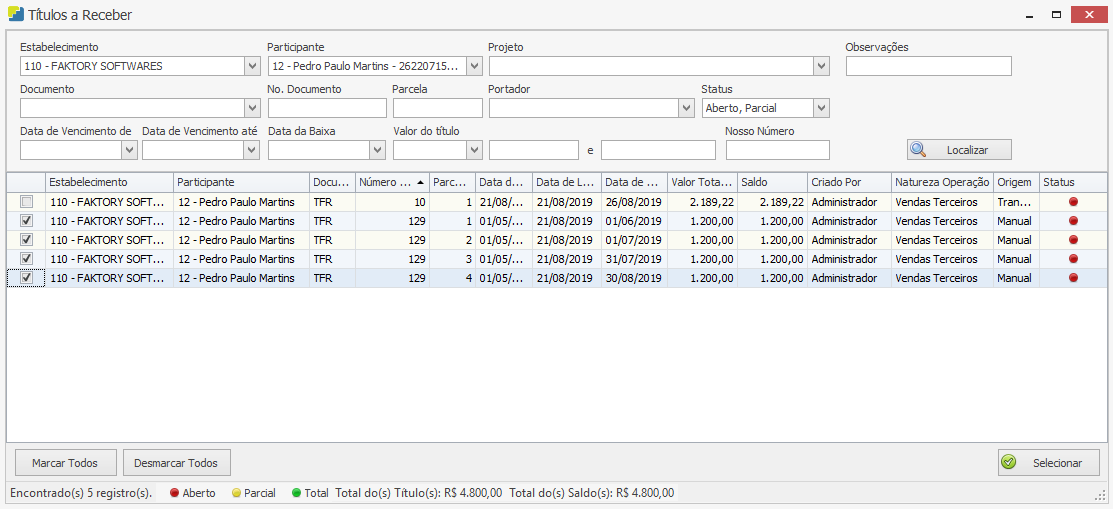 Títulos a Receber
Estabelecimento Participante Projeto Observações
110 - FAKTORY SOFTWARES 12 - Pedro Paulo Martins - 26220715...
Documento No. Documento Parcela Portador Status
Aberto, Parcial
Data de Vencimento de Data de Vencimento até Data da Baixa Valor do título Nosso Número
e Localizar
Estabelecimento Participante Docu... Número ... Parc... Data d... Data de L... Data de ... Valor Tota... Saldo Criado Por Natureza Operação Origem Status
110 - FAKTORY SOFT... 12 - Pedro Paulo Martins TFR 10 1 21/08/... 21/08/2019 26/08/2019 2.189,22 2.189,22 Administrador Vendas Terceiros Tran...
110 - FAKTORY SOFT... 12 - Pedro Paulo Martins TFR 129 1 01/05/... 21/08/2019 01/06/2019 1.200,00 1.200,00 Administrador Vendas Terceiros Manual
110 - FAKTORY SOFT... 12 - Pedro Paulo Martins TFR 129 2 01/05/... 21/08/2019 01/07/2019 1.200,00 1.200,00 Administrador Vendas Terceiros Manual
110 - FAKTORY SOFT... 12 - Pedro Paulo Martins TFR 129 3 01/05/... 21/08/2019 31/07/2019 1.200,00 1.200,00 Administrador Vendas Terceiros Manual
110 - FAKTORY SOFT... 12 - Pedro Paulo Martins TFR 129 4 01/05/... 21/08/2019 30/08/2019 1.200,00 1.200,00 Administrador Vendas Terceiros Manual
Marcar Todos Desmarcar Todos Selecionar
Encontrado(s) 5 registro(s). Aberto Parcial Total Total do(s) Título(s): R$ 4.800,00 Total do(s) Saldo(s): R$ 4.800,00